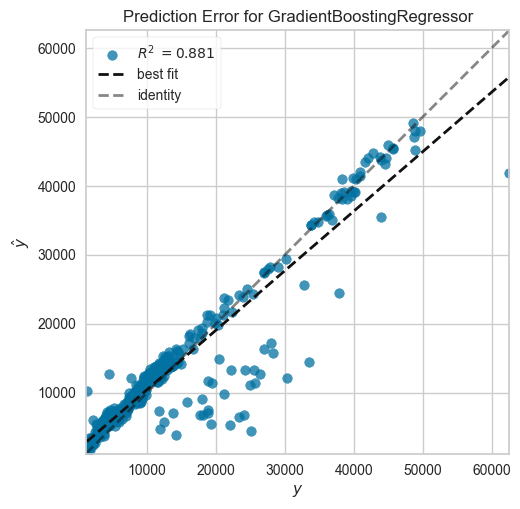 Prediction Error for GradientBoostingRegressor
R² = 0.881
best fit
identity
60000
50000
40000
30000
20000
10000
ŷ
10000 20000 30000 40000 50000 60000
y